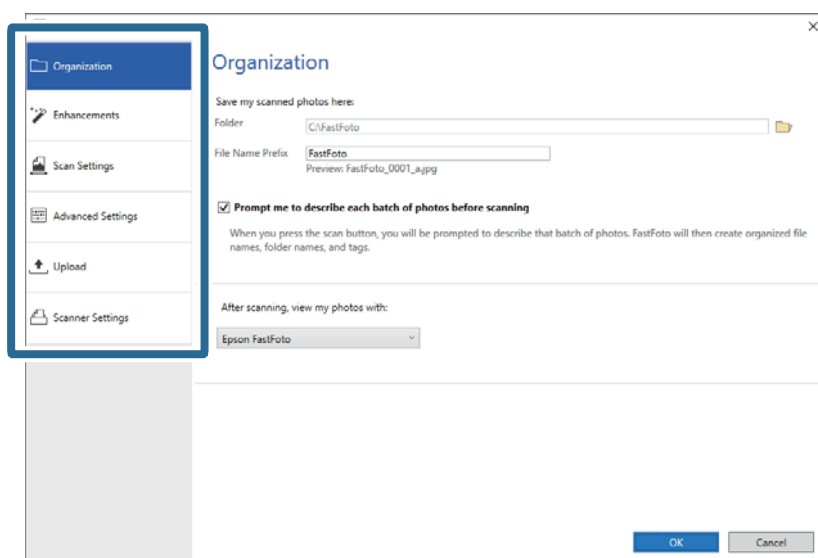 Organization
Enhancements
Scan Settings
Advanced Settings
Upload
Scanner Settings
Organization
Save my scanned photos here:
Folder
C:\FastFoto
File Name Prefix
FastFoto
Preview: FastFoto_0001_a.jpg
Prompt me to describe each batch of photos before scanning
When you press the scan button, you will be prompted to describe that batch of photos. FastFoto will then create organized file
names, folder names, and tags.
After scanning, view my photos with:
Epson FastFoto
OK
Cancel